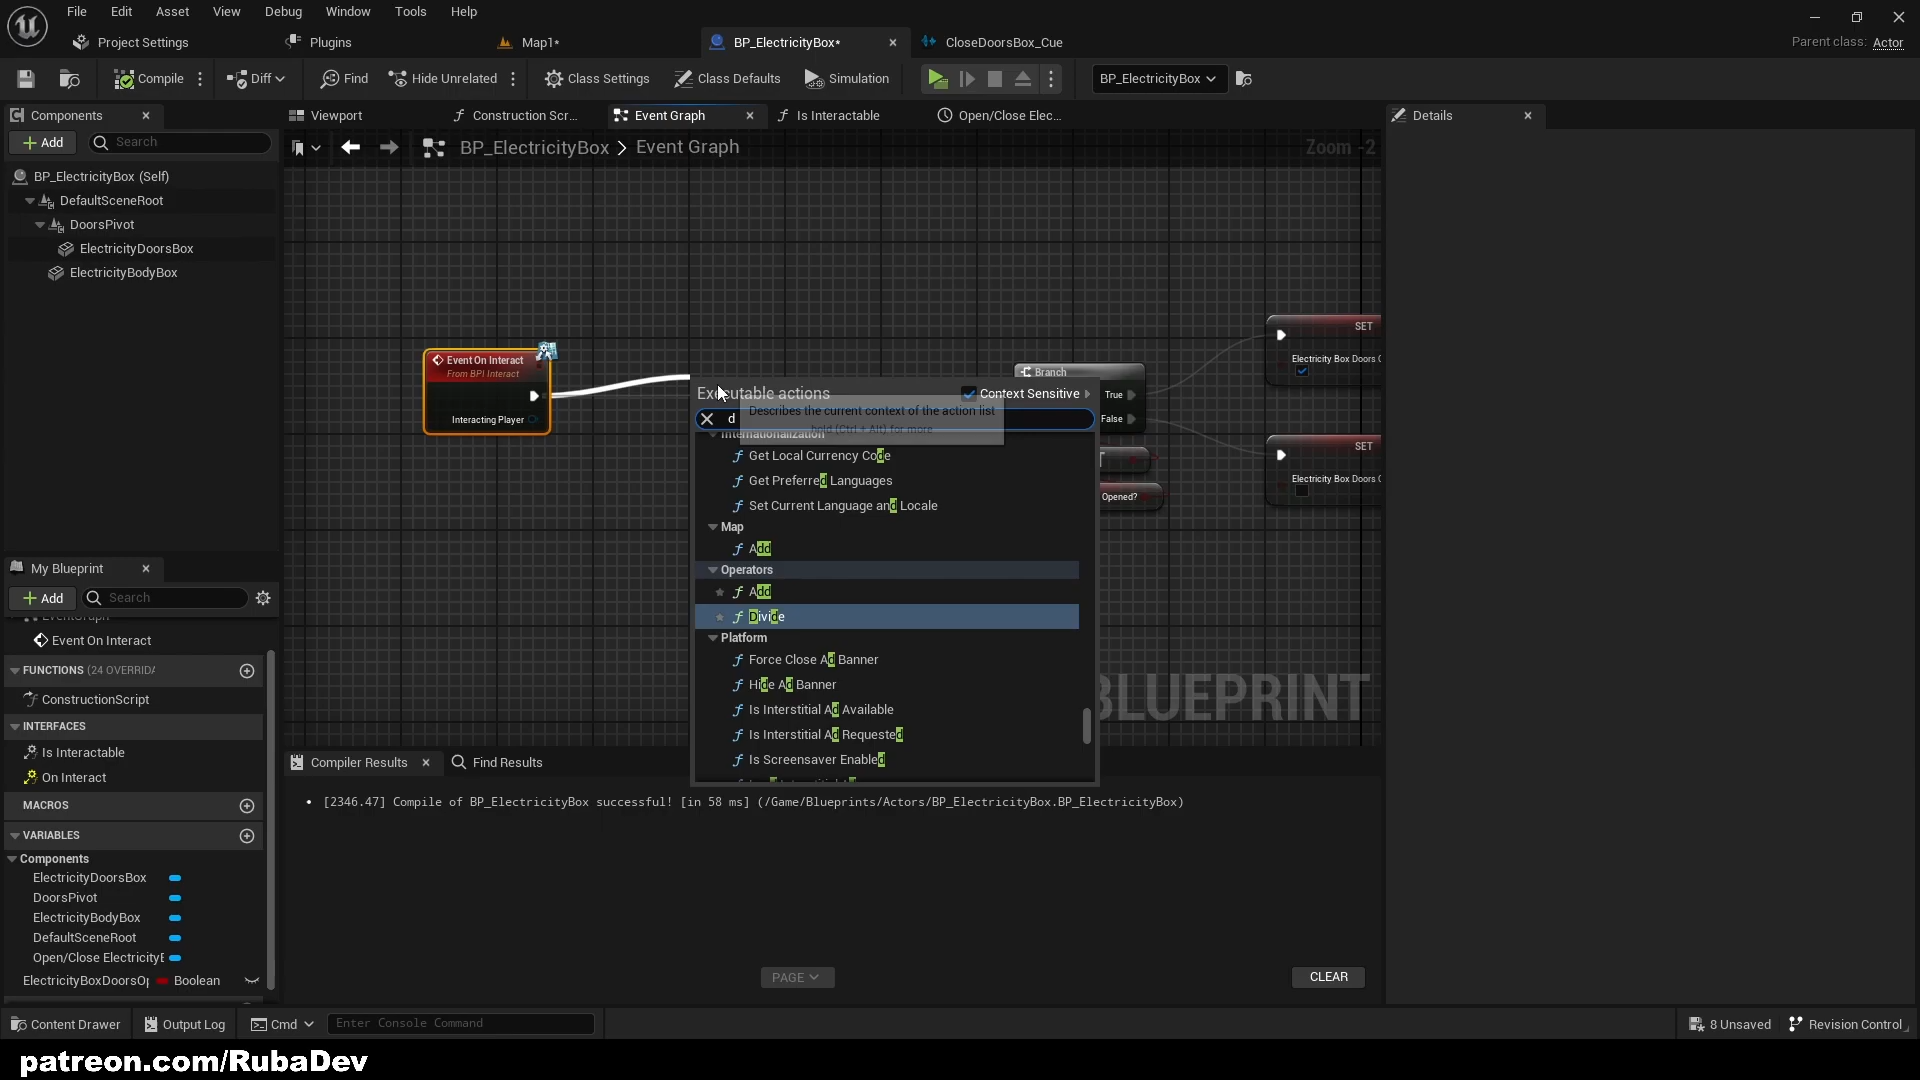 File Edit Asset View Debug Window Tools Help
Project Settings
Plugins
Map1*
BP_ElectricityBox*
CloseDoorsBox_Cue
Parent class: Actor
Compile
Diff
Find
Hide Unrelated
Class Settings
Class Defaults
Simulation
BP_ElectricityBox
Components
Viewport
Construction Scr...
Event Graph
Is Interactable
Open/Close Elec...
Details
Add
Search
BP_ElectricityBox > Event Graph
Zoom -2
BP_ElectricityBox (Self)
DefaultSceneRoot
DoorsPivot
ElectricityDoorsBox
ElectricityBodyBox
Event On Interact
From BPI Interact
Interacting Player
Executable actions
Context Sensitive
d
Describes the current context of the action list
hold (Ctrl + Alt) for more
Internationalization
Get Local Currency Code
Get Preferred Languages
Set Current Language and Locale
Map
Add
Operators
Add
Divide
Platform
Force Close Ad Banner
Hide Ad Banner
Is Interstitial Ad Available
Is Interstitial Ad Requested
Is Screensaver Enabled
Branch
True
False
Opened?
SET
Electricity Box Doors
SET
Electricity Box Doors
BLUEPRINT
My Blueprint
Add
Search
EventGraph
Event On Interact
FUNCTIONS (24 OVERRIDA
ConstructionScript
INTERFACES
Is Interactable
On Interact
MACROS
VARIABLES
Components
ElectricityDoorsBox
DoorsPivot
ElectricityBodyBox
DefaultSceneRoot
Open/Close Electricity
ElectricityBoxDoorsO Boolean
Compiler Results
Find Results
• [2346.47] Compile of BP_ElectricityBox successful! [in 58 ms] (/Game/Blueprints/Actors/BP_ElectricityBox.BP_ElectricityBox)
PAGE
CLEAR
Content Drawer
Output Log
Cmd
Enter Console Command
8 Unsaved
Revision Control
patreon.com/RubaDev